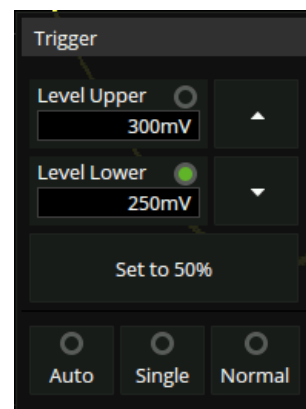 Trigger
Level Upper
300mV
Level Lower
250mV
Set to 50%
Auto Single Normal